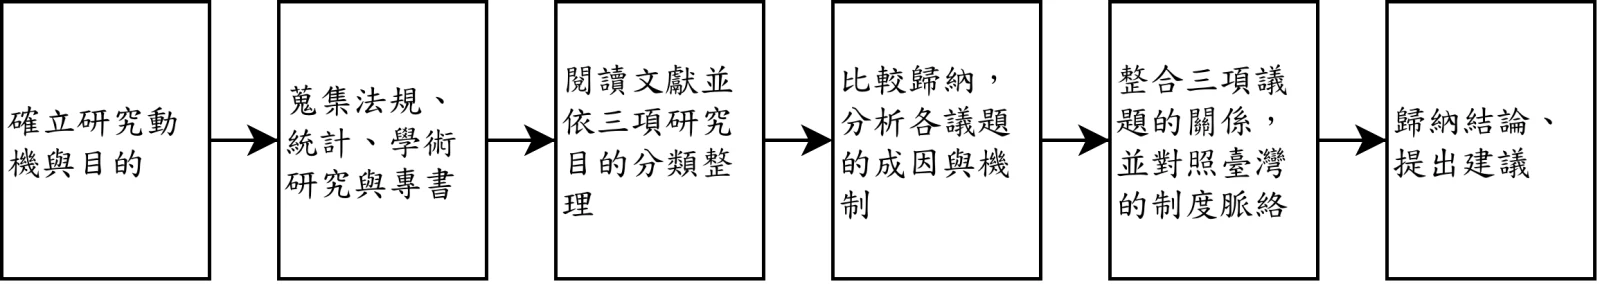 確立研究動
機與目的
蒐集法規、
統計、學術
研究與專書
閱讀文獻並
依三項研究
目的分類整
理
比較歸納，
分析各議題
的成因與機
制
整合三項議
題的關係，
並對照臺灣
的制度脈絡
歸納結論、
提出建議